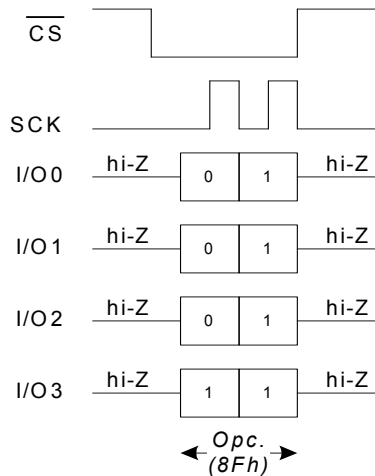 CS
SCK
hi-Z 0 1 hi-Z
I/O0
hi-Z 0 1 hi-Z
I/O1
hi-Z 0 1 hi-Z
I/O2
hi-Z 1 1 hi-Z
I/O3
Opc.
(8Fh)